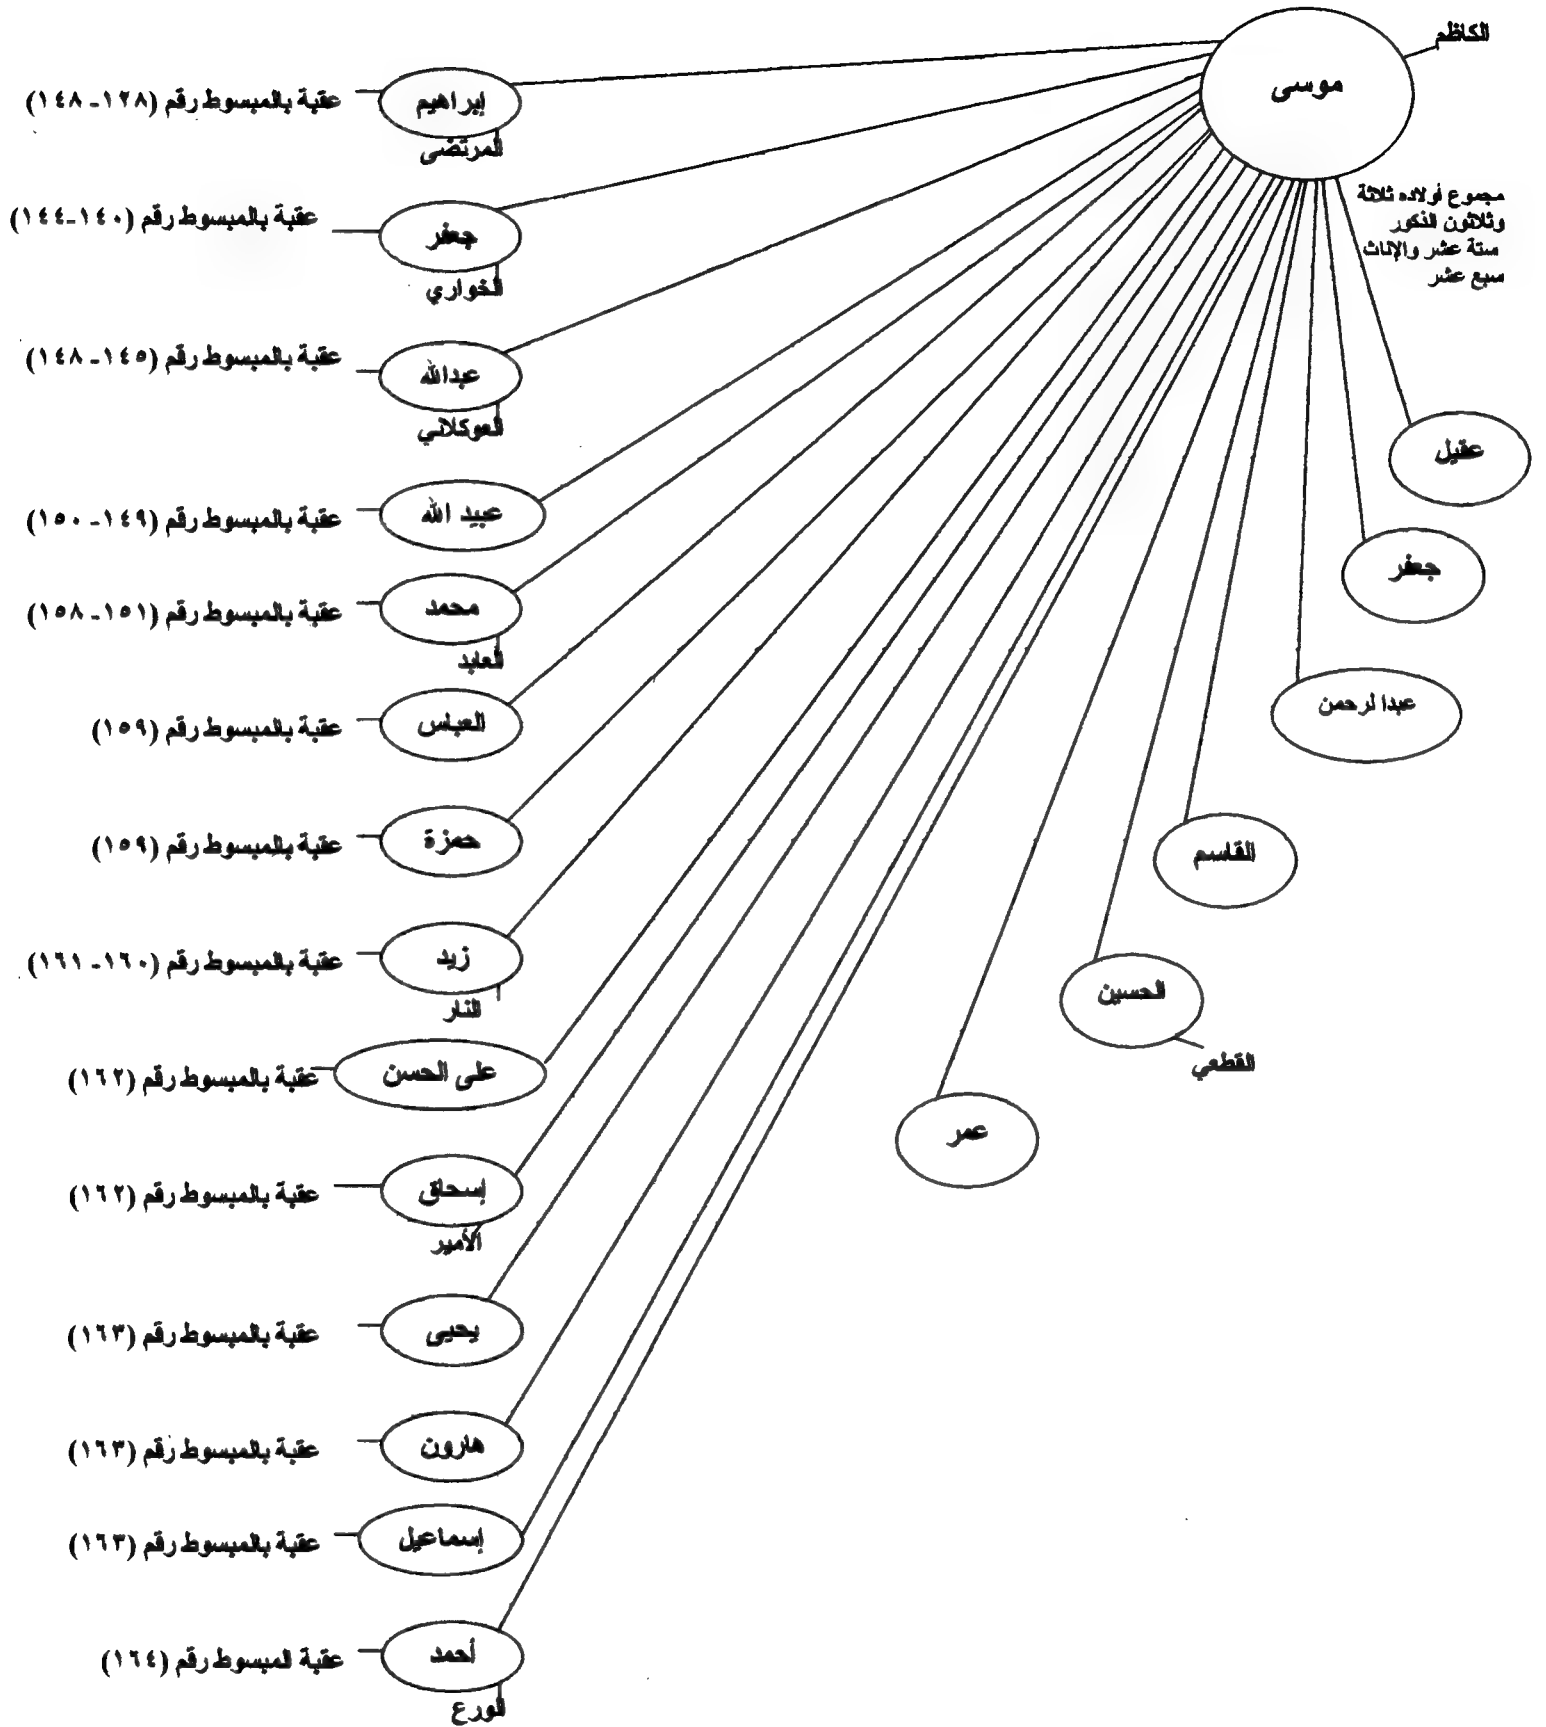 الكاظم
موسى
مجموع أولاده ثلاثة
وثلاثون الذكور
ستة عشر والإناث
سبع عشر
إبراهيم
عقبة بالمبسوط رقم (١٢٨-١٤٨)
المرتضى
جعفر
عقبة بالمبسوط رقم (١٤٠-١٤٤)
الخواري
عبدالله
عقبة بالمبسوط رقم (١٤٥-١٤٨)
العوكلاني
عبيد الله
عقبة بالمبسوط رقم (١٤٩-١٥٠)
محمد
عقبة بالمبسوط رقم (١٥١-١٥٨)
العابد
العباس
عقبة بالمبسوط رقم (١٥٩)
حمزة
عقبة بالمبسوط رقم (١٥٩)
زيد
عقبة بالمبسوط رقم (١٦٠-١٦١)
النار
على الحسن
عقبة بالمبسوط رقم (١٦٢)
إسحاق
عقبة بالمبسوط رقم (١٦٢)
الأمير
يحيى
عقبة بالمبسوط رقم (١٦٣)
هارون
عقبة بالمبسوط رقم (١٦٣)
إسماعيل
عقبة بالمبسوط رقم (١٦٣)
أحمد
عقبة المبسوط رقم (١٦٤)
الورع
عقيل
جعفر
عبدالرحمن
القاسم
الحسين
القطعي
عمر